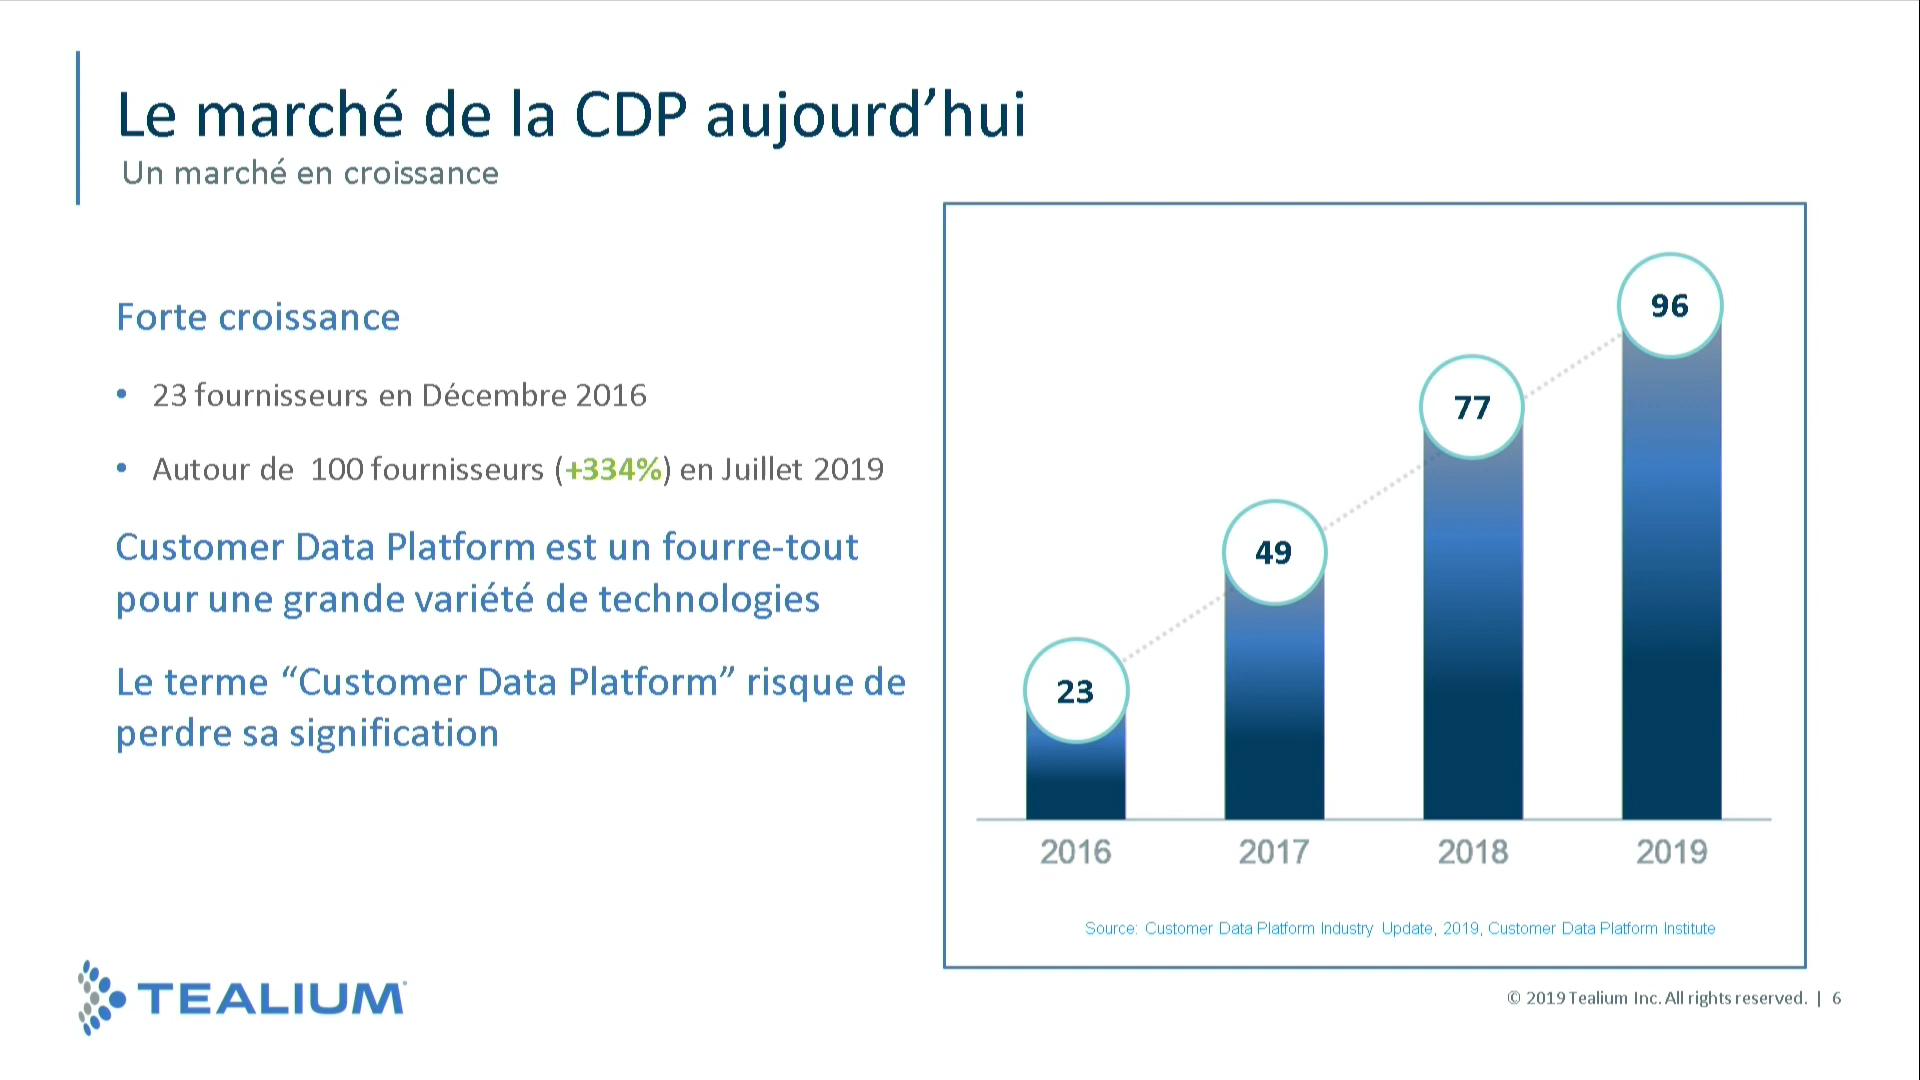 Le marché de la CDP aujourd’hui
Un marché en croissance
Forte croissance
• 23 fournisseurs en Décembre 2016
• Autour de 100 fournisseurs (+334%) en Juillet 2019
Customer Data Platform est un fourre-tout
pour une grande variété de technologies
Le terme “Customer Data Platform” risque de
perdre sa signification
23
49
77
96
2016 2017 2018 2019
Source: Customer Data Platform Industry Update, 2019, Customer Data Platform Institute
TEALIUM
© 2019 Tealium Inc. All rights reserved. | 6